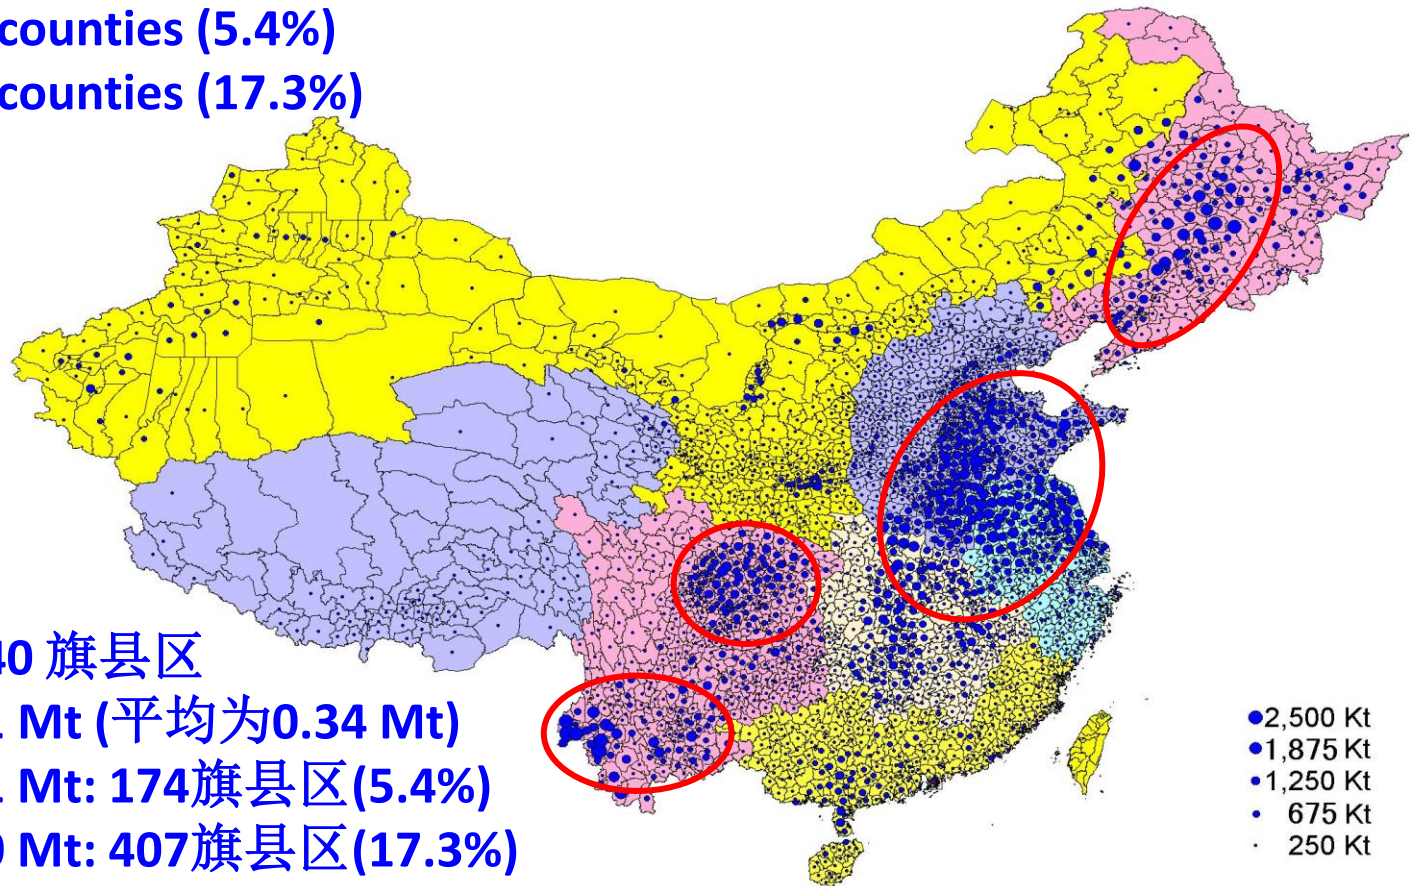 counties (5.4%)
counties (17.3%)
40 旗县区
Mt (平均为0.34 Mt)
Mt: 174旗县区(5.4%)
Mt: 407旗县区(17.3%)
2,500 Kt
1,875 Kt
1,250 Kt
675 Kt
250 Kt